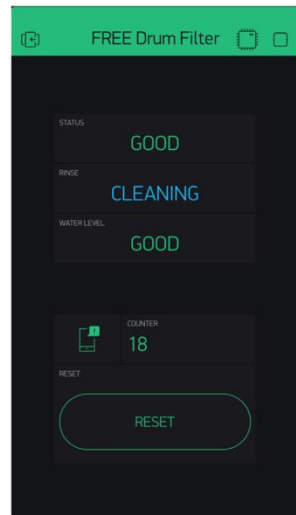 FREE Drum Filter
STATUS
GOOD
RINSE
CLEANING
WATER LEVEL
GOOD
COUNTER
18
RESET
RESET